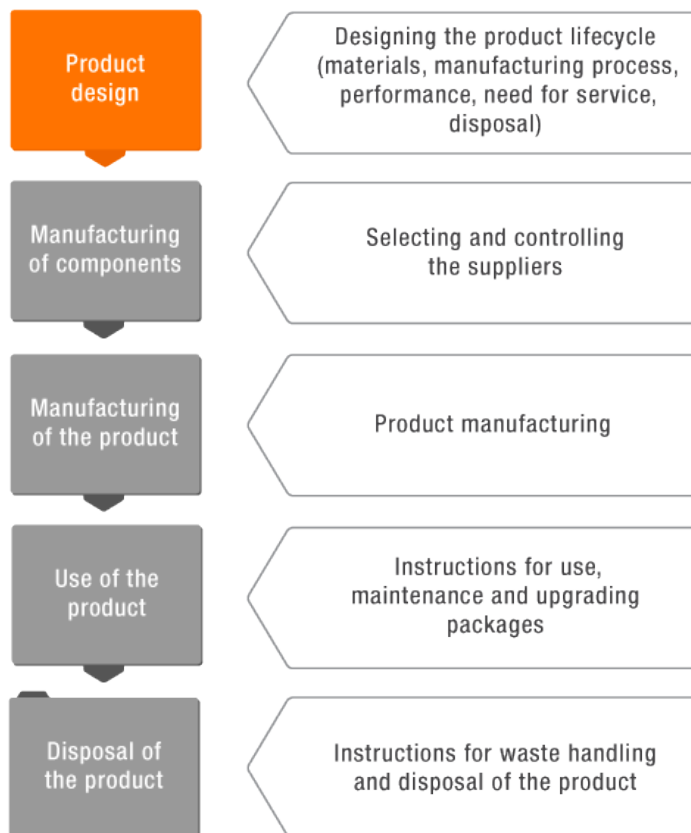 Product
design
Designing the product lifecycle
(materials, manufacturing process,
performance, need for service,
disposal)
Manufacturing
of components
Selecting and controlling
the suppliers
Manufacturing
of the product
Product manufacturing
Use of the
product
Instructions for use,
maintenance and upgrading
packages
Disposal of
the product
Instructions for waste handling
and disposal of the product